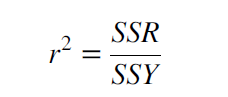 r² = SSR / SSY